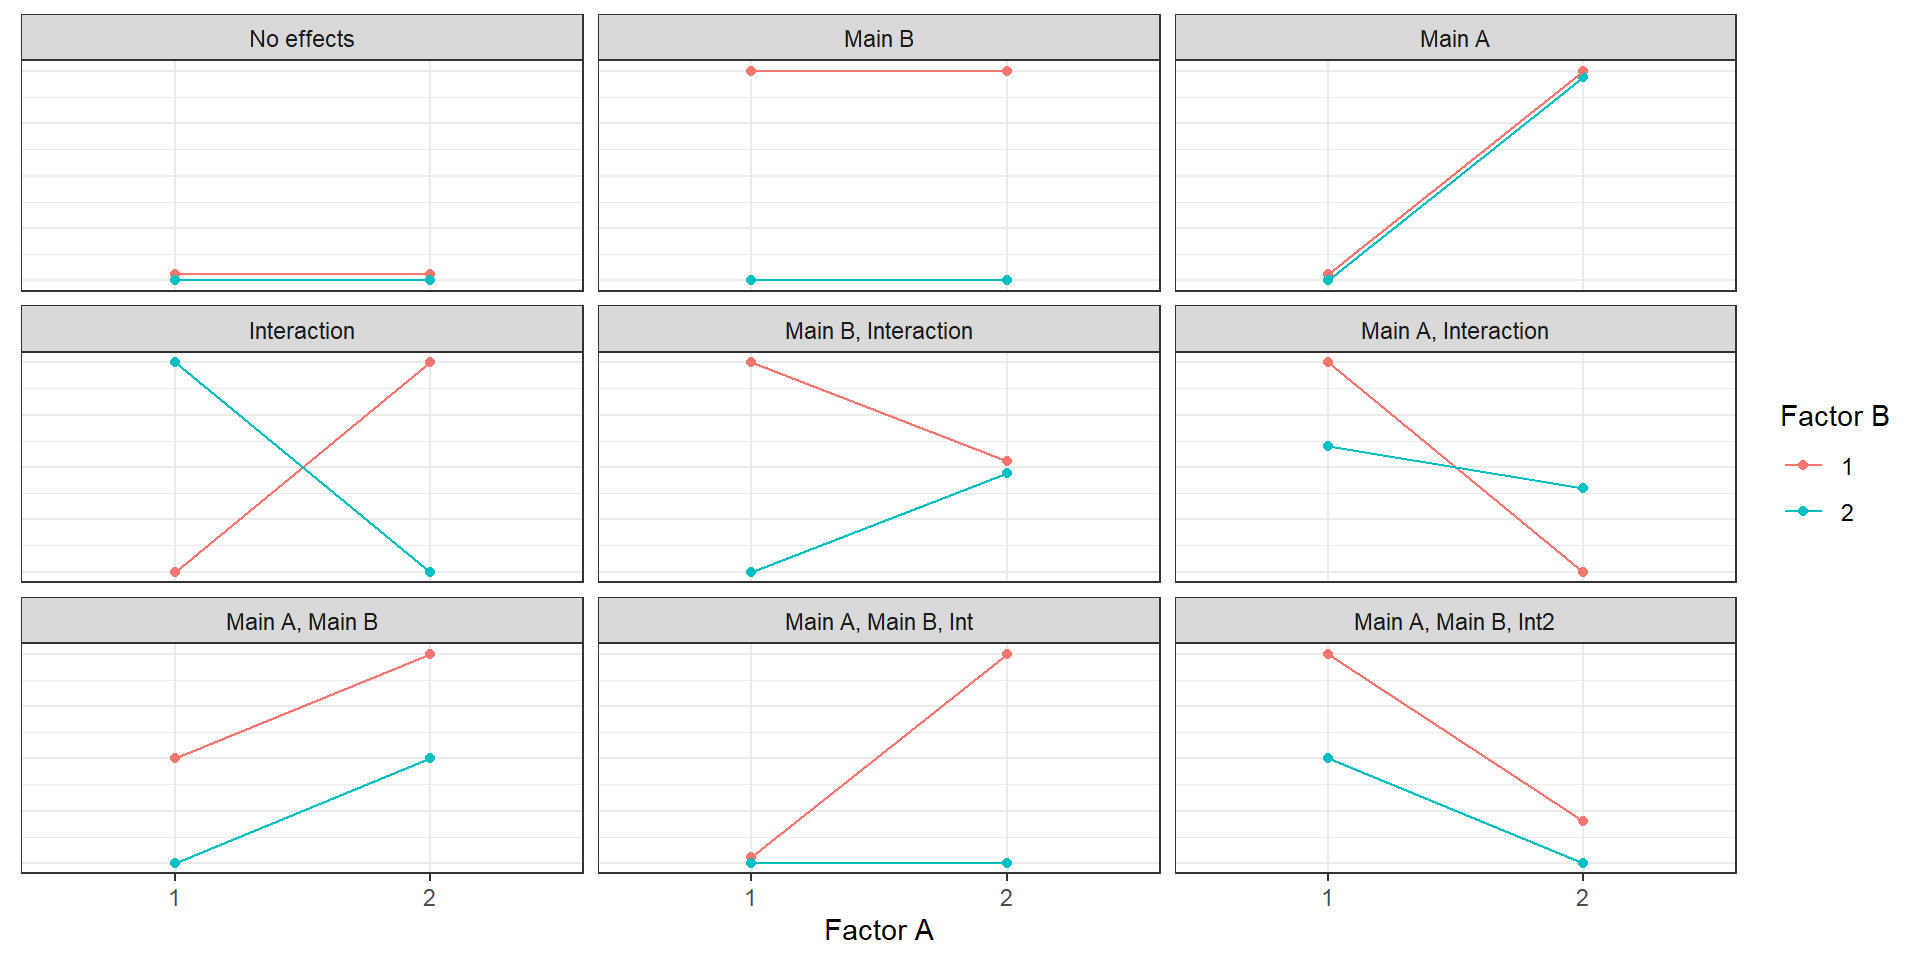 No effects
Main B
Main A
Interaction
Main B, Interaction
Main A, Interaction
Main A, Main B
Main A, Main B, Int
Main A, Main B, Int2
1 2
1 2
1 2
Factor A
Factor B
1
2